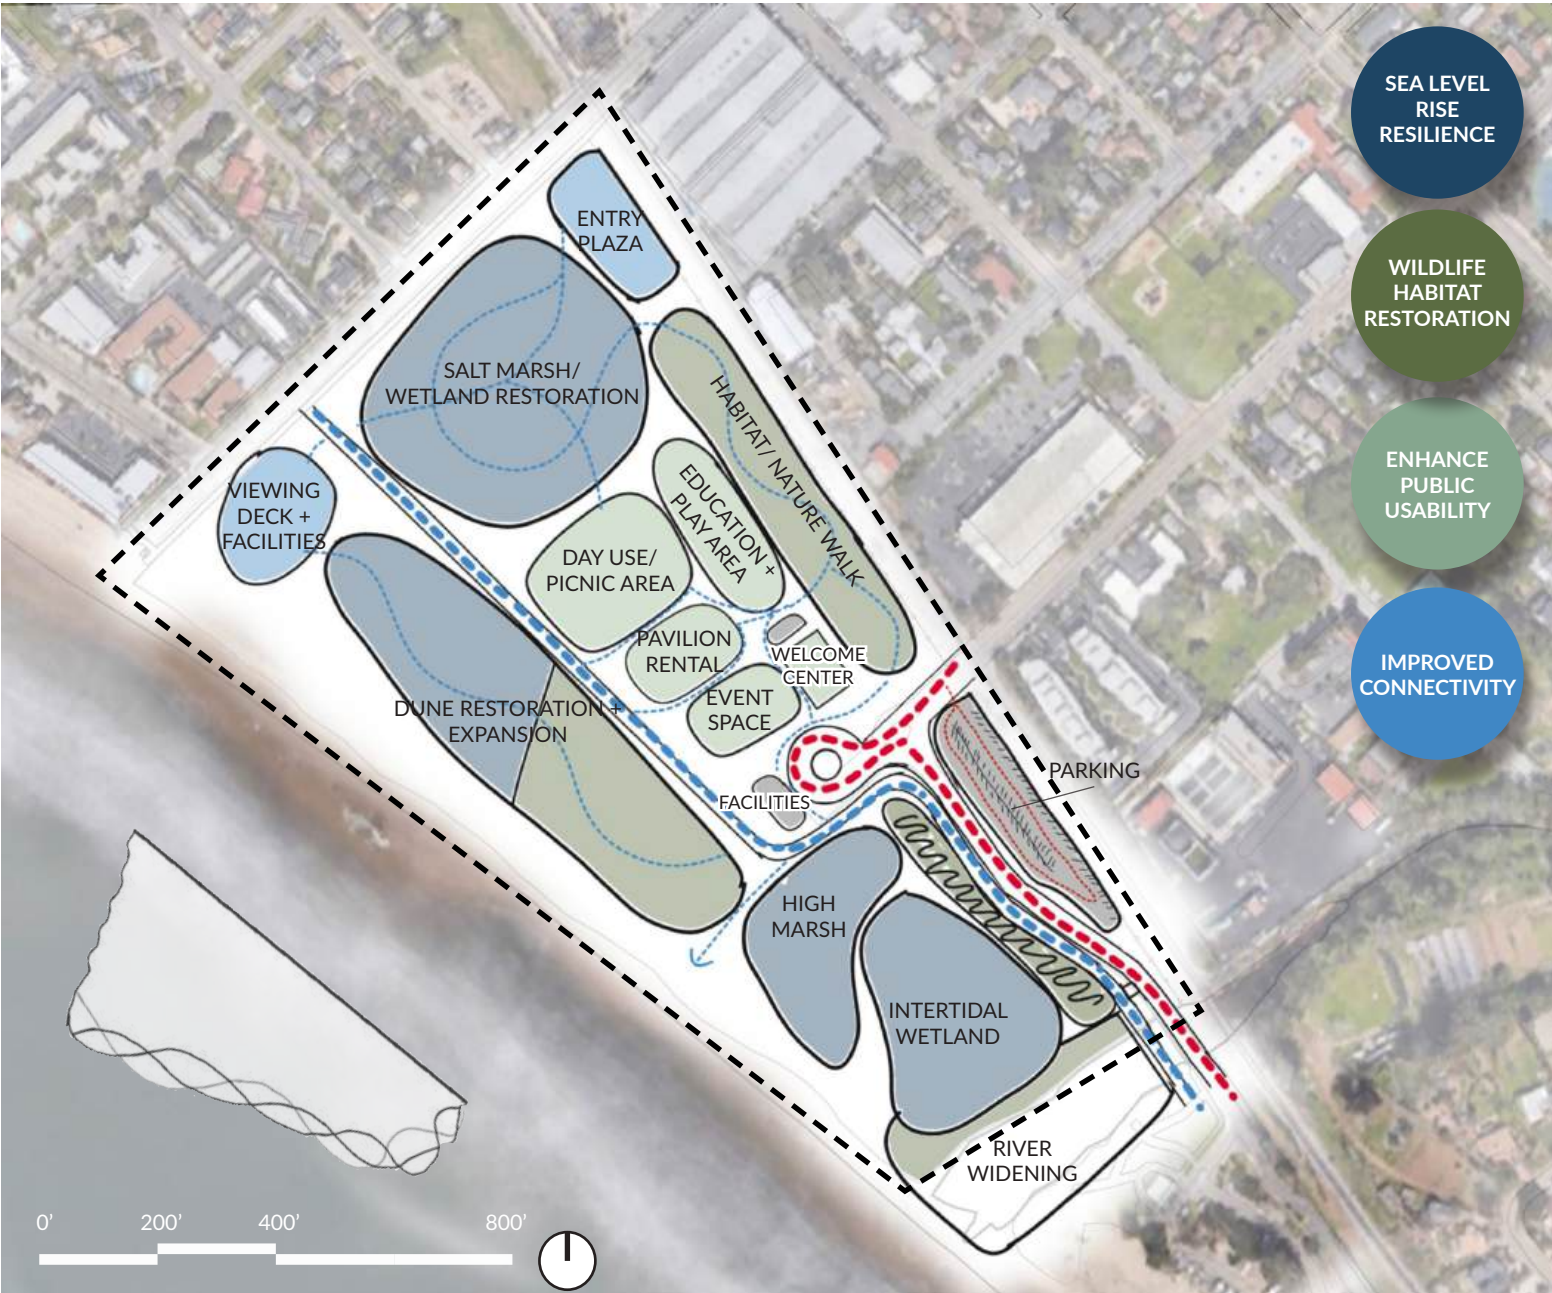 SEA LEVEL
RISE
RESILIENCE
WILDLIFE
HABITAT
RESTORATION
ENHANCE
PUBLIC
USABILITY
IMPROVED
CONNECTIVITY
ENTRY
PLAZA
SALT MARSH/
WETLAND RESTORATION
HABITAT/ NATURE WALK
VIEWING
DECK +
FACILITIES
EDUCATION +
PLAY AREA
DAY USE/
PICNIC AREA
PAVILION
RENTAL
WELCOME
CENTER
EVENT
SPACE
DUNE RESTORATION +
EXPANSION
PARKING
FACILITIES
HIGH
MARSH
INTERTIDAL
WETLAND
RIVER
WIDENING
0' 200' 400' 800'